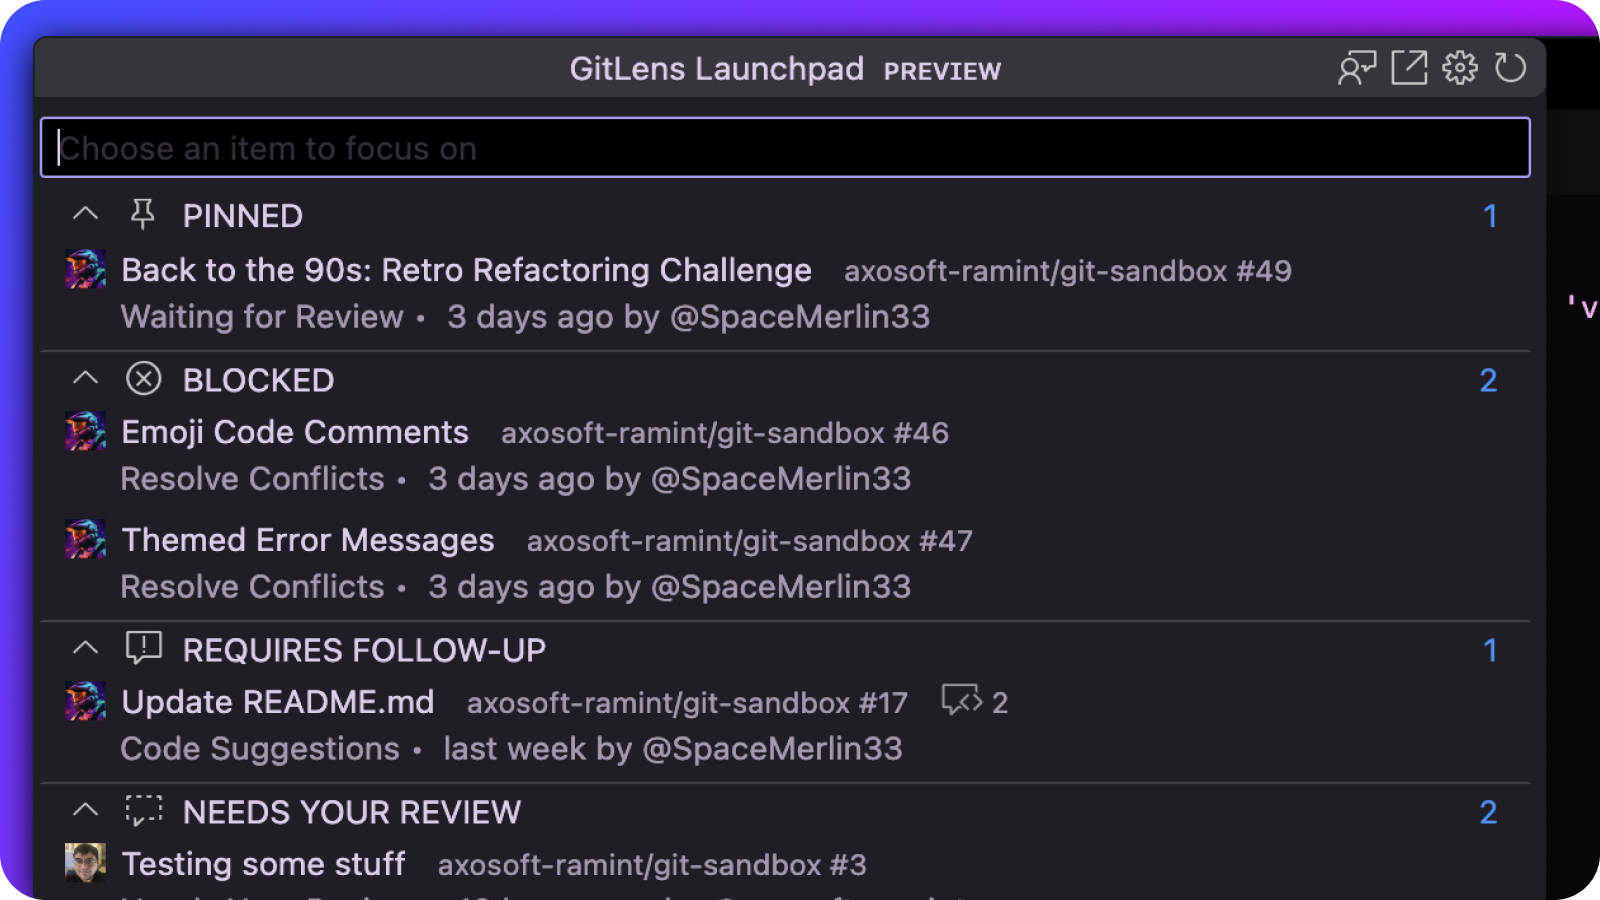 GitLens Launchpad PREVIEW
Choose an item to focus on
PINNED 1
Back to the 90s: Retro Refactoring Challenge axosoft-ramint/git-sandbox #49
Waiting for Review • 3 days ago by @SpaceMerlin33
'v
BLOCKED 2
Emoji Code Comments axosoft-ramint/git-sandbox #46
Resolve Conflicts • 3 days ago by @SpaceMerlin33
Themed Error Messages axosoft-ramint/git-sandbox #47
Resolve Conflicts • 3 days ago by @SpaceMerlin33
REQUIRES FOLLOW-UP 1
Update README.md axosoft-ramint/git-sandbox #17 2
Code Suggestions • last week by @SpaceMerlin33
NEEDS YOUR REVIEW 2
Testing some stuff axosoft-ramint/git-sandbox #3